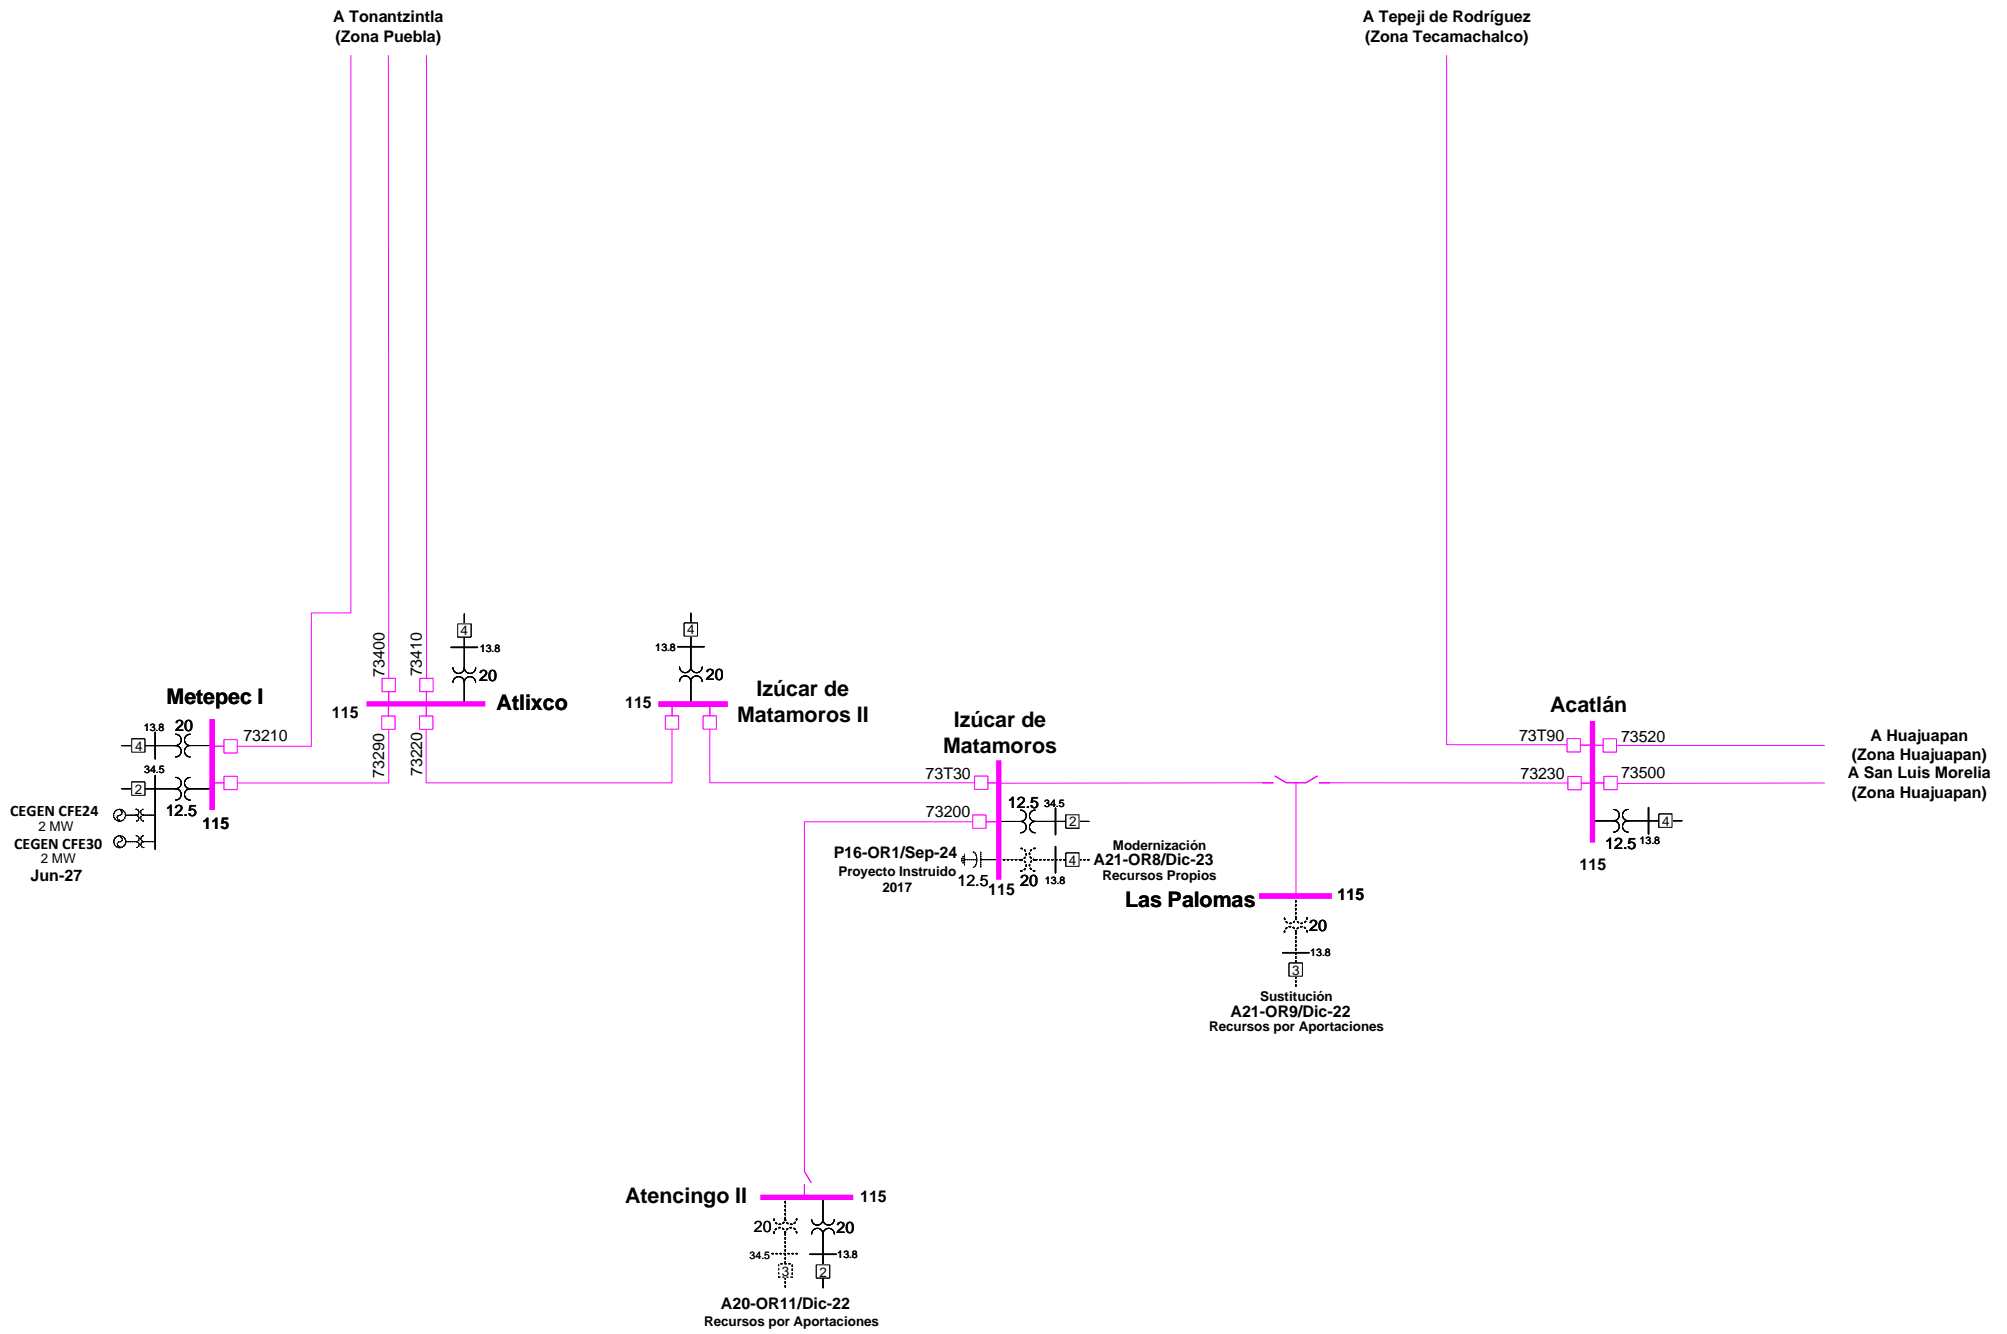 A Tonantzintla
(Zona Puebla)
A Tepeji de Rodríguez
(Zona Tecamachalco)
73400
73410
4
13.8
20
115
Atlixco
73290
73220
Metepec I
13.8
20
4
73210
34.5
2
12.5
115
CEGEN CFE24
2 MW
CEGEN CFE30
2 MW
Jun-27
4
13.8
20
115
Izúcar de
Matamoros II
Izúcar de
Matamoros
73T30
73200
12.5
34.5
2
P16-OR1/Sep-24
Proyecto Instruido
2017
12.5
115
20
13.8
4
Modernización
A21-OR8/Dic-23
Recursos Propios
Las Palomas
115
20
13.8
3
Sustitución
A21-OR9/Dic-22
Recursos por Aportaciones
Acatlán
73T90
73520
73230
73500
12.5
13.8
4
115
A Huajuapan
(Zona Huajuapan)
A San Luis Morelia
(Zona Huajuapan)
Atencingo II
115
20
20
34.5
13.8
3
2
A20-OR11/Dic-22
Recursos por Aportaciones